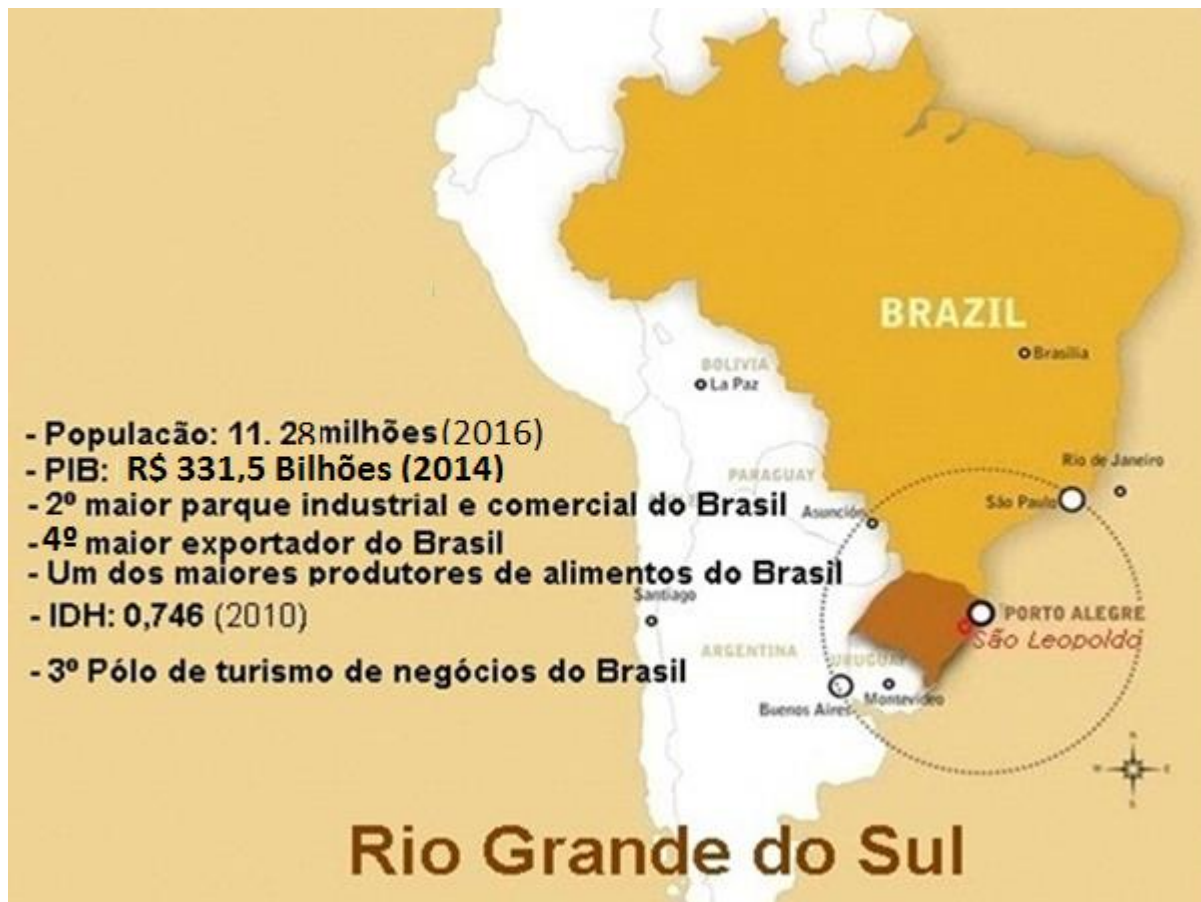 BRAZIL
Brasília
BOLIVIA
La Paz
- Populacão: 11. 28milhões(2016)
- PIB: R$ 331,5 Bilhões (2014)
PARAGUAY
Rio de Janeiro
- 2º maior parque industrial e comercial do Brasil
Asunción
São Paulo
-4º maior exportador do Brasil
- Um dos maiores produtores de alimentos do Brasil
Santiago
- IDH: 0,746 (2010)
PORTO ALEGRE
São Leopoldo
ARGENTINA
URUGUAY
- 3º Pólo de turismo de negócios do Brasil
Buenos Aires
Montevideo
N
W
E
S
Rio Grande do Sul